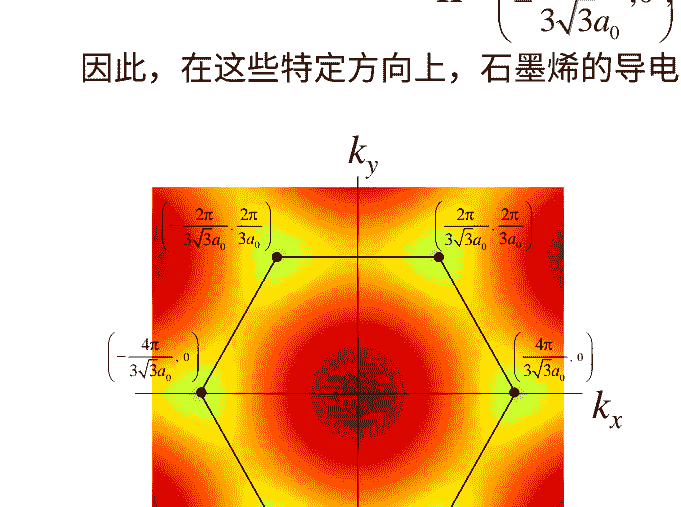 3√3a₀
因此，在这些特定方向上，石墨烯的导电
k_y
(-2π/3√3a₀, 2π/3a₀) (2π/3√3a₀, 2π/3a₀)
(-4π/3√3a₀, 0) (4π/3√3a₀, 0)
k_x